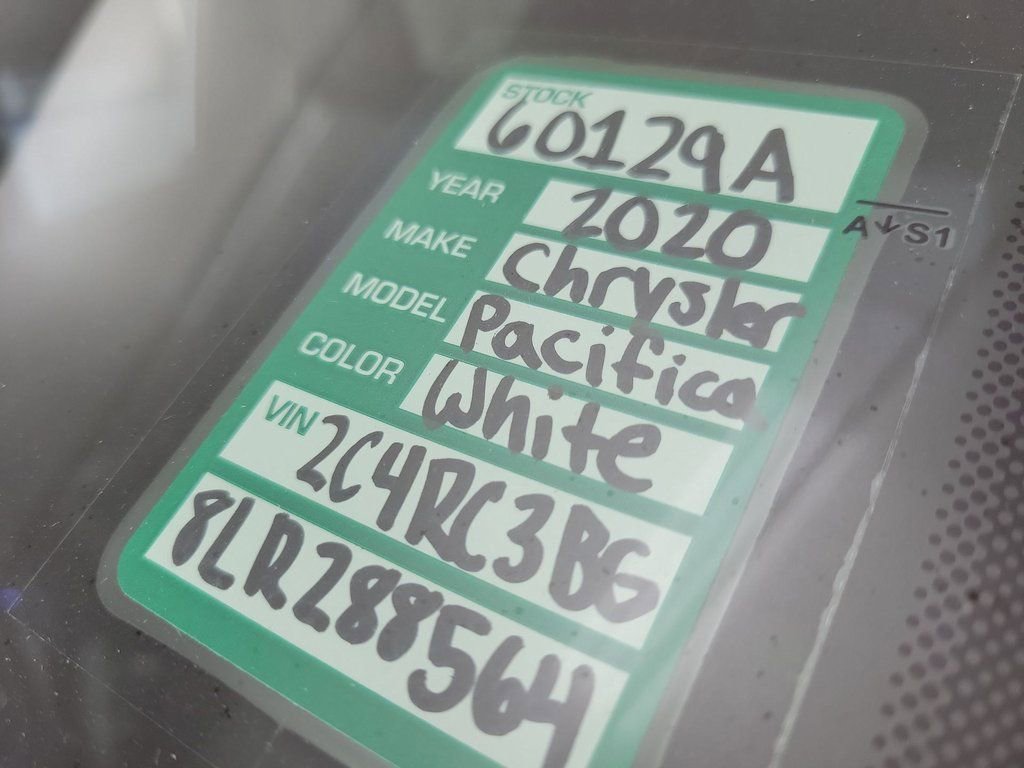 STOCK
60129A
YEAR 2020
MAKE Chrysler
MODEL Pacifica
COLOR White
VIN 2C4RC3BG
8LR288564
A↓S1